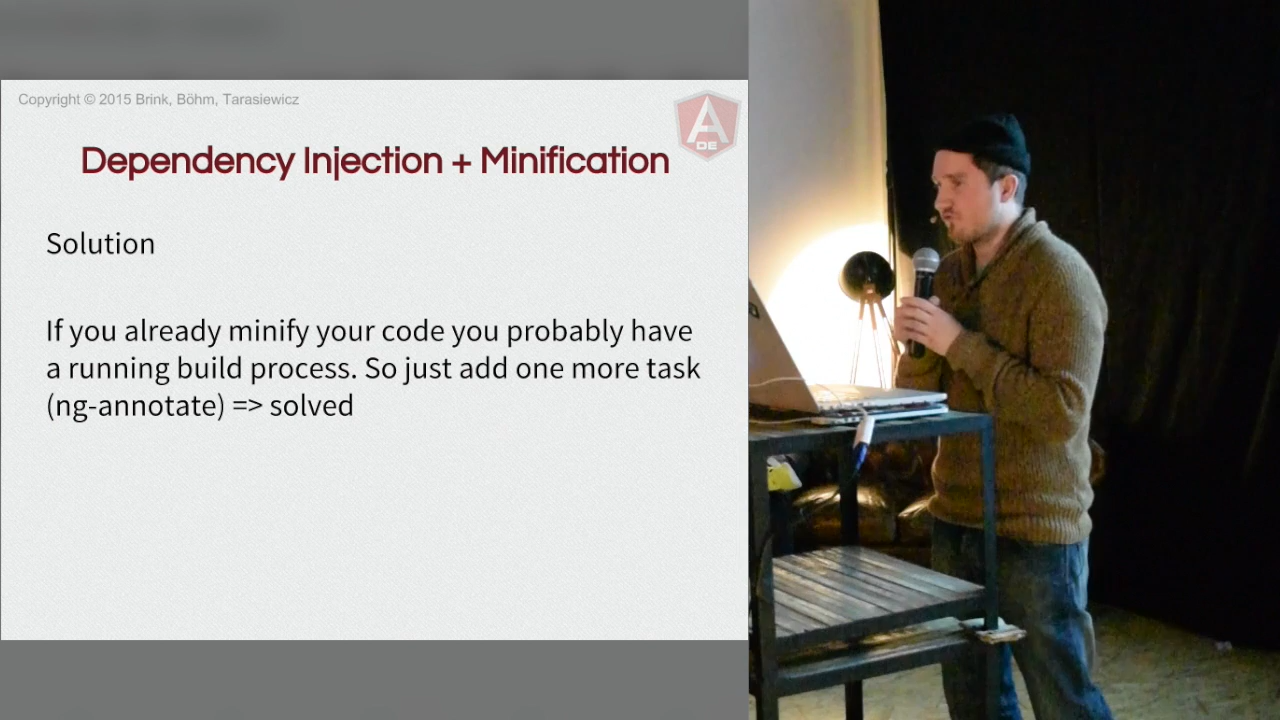 Copyright © 2015 Brink, Böhm, Tarasiewicz
A
DE
Dependency Injection + Minification
Solution
If you already minify your code you probably have
a running build process. So just add one more task
(ng-annotate) => solved